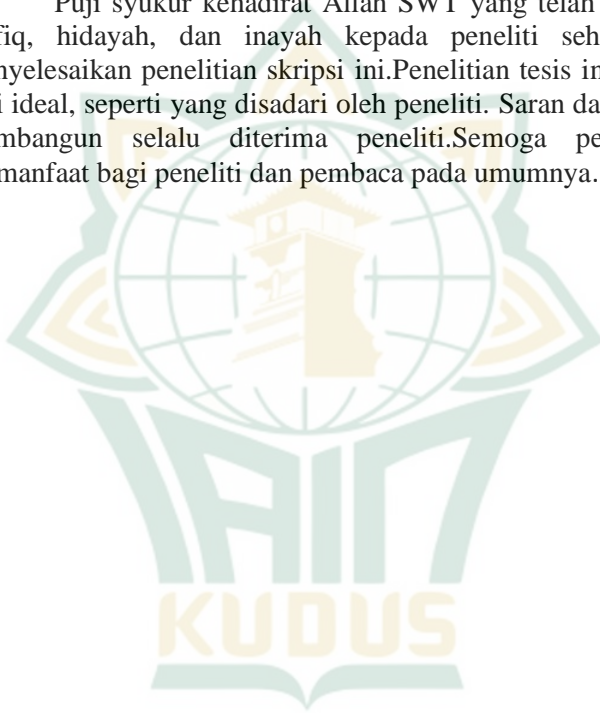 Puji syukur kehadirat Allah SWT yang telah
fiq, hidayah, dan inayah kepada peneliti seh
nyelesaikan penelitian skripsi ini.Penelitian tesis in
i ideal, seperti yang disadari oleh peneliti. Saran da
mbangun selalu diterima peneliti.Semoga pe
manfaat bagi peneliti dan pembaca pada umumnya.
IAIN
KUDUS